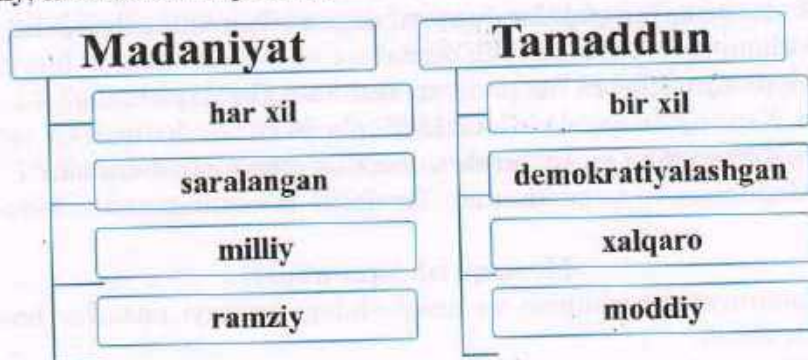 Madaniyat
har xil
saralangan
milliy
ramziy
Tamaddun
bir xil
demokratiyalashgan
xalqaro
moddiy